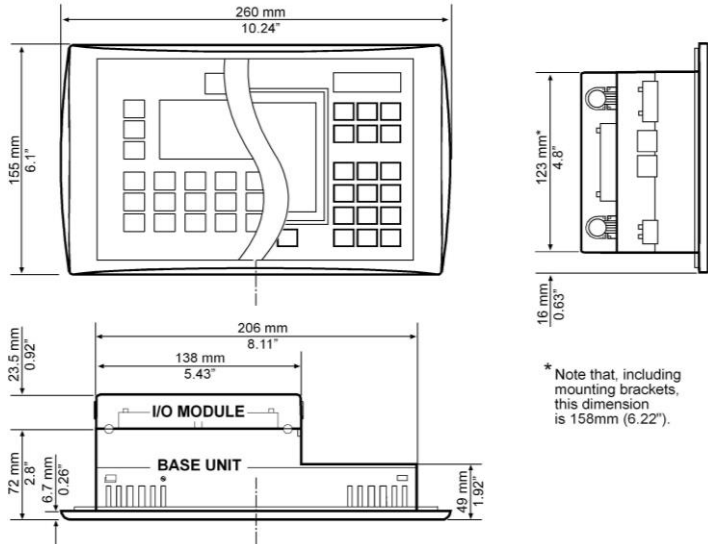 260 mm
10.24"
155 mm
6.1"
123 mm*
4.8"
16 mm
0.63"
206 mm
8.11"
138 mm
5.43"
23.5 mm
0.92"
I/O MODULE
BASE UNIT
72 mm
2.8"
6.7 mm
0.26"
49 mm
1.92"
* Note that, including
mounting brackets,
this dimension
is 158mm (6.22").